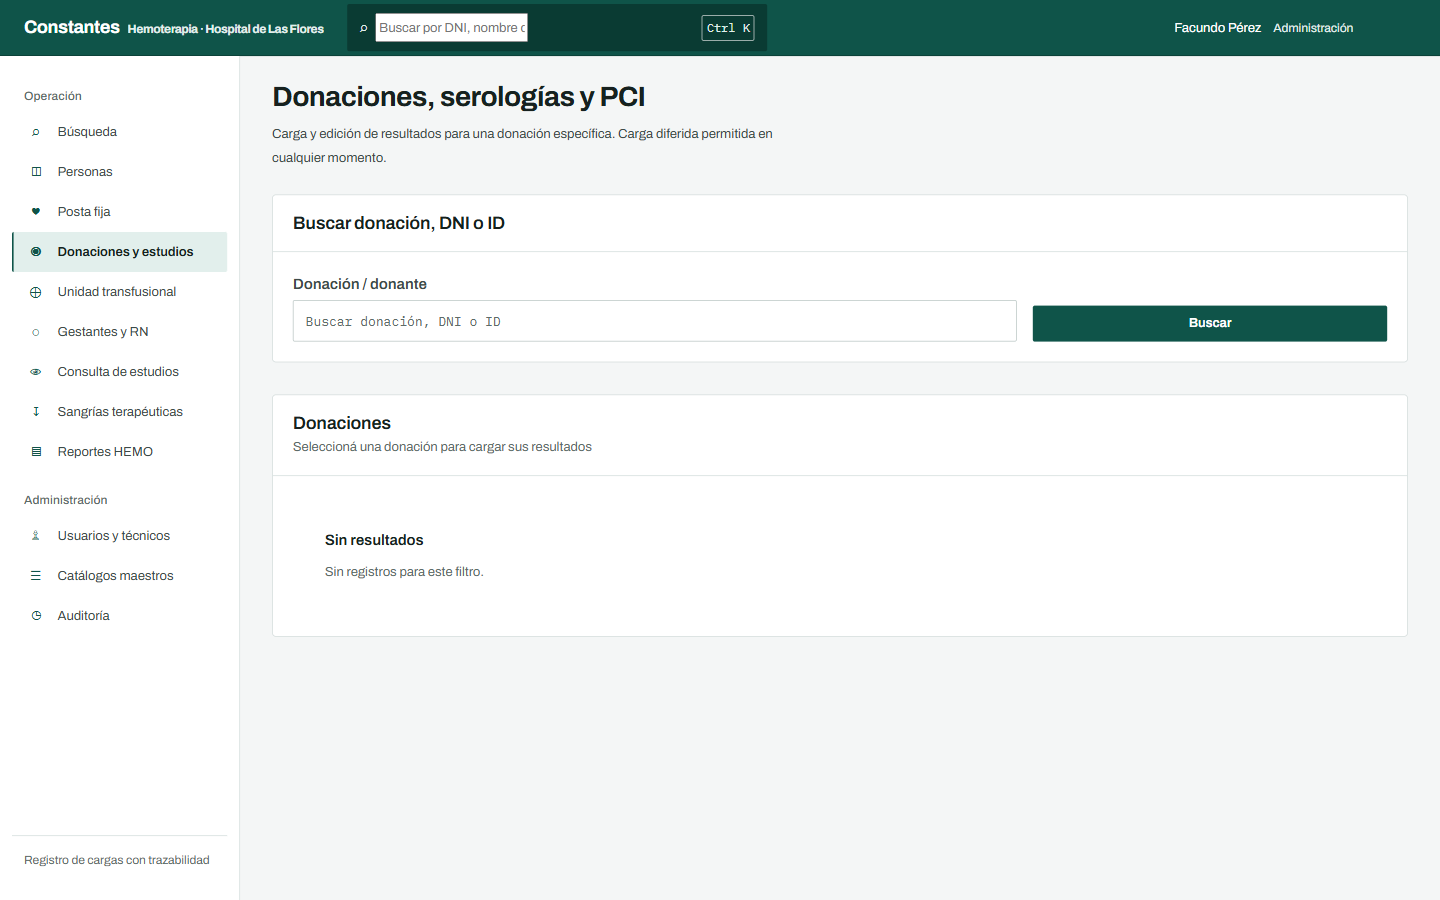 Constantes Hemoterapia · Hospital de Las Flores
Buscar por DNI, nombre
Ctrl K
Facundo Pérez Administración
Operación
Búsqueda
Personas
Posta fija
Donaciones y estudios
Unidad transfusional
Gestantes y RN
Consulta de estudios
Sangrías terapéuticas
Reportes HEMO
Administración
Usuarios y técnicos
Catálogos maestros
Auditoría
Registro de cargas con trazabilidad
Donaciones, serologías y PCI
Carga y edición de resultados para una donación específica. Carga diferida permitida en
cualquier momento.
Buscar donación, DNI o ID
Donación / donante
Buscar donación, DNI o ID
Buscar
Donaciones
Seleccioná una donación para cargar sus resultados
Sin resultados
Sin registros para este filtro.